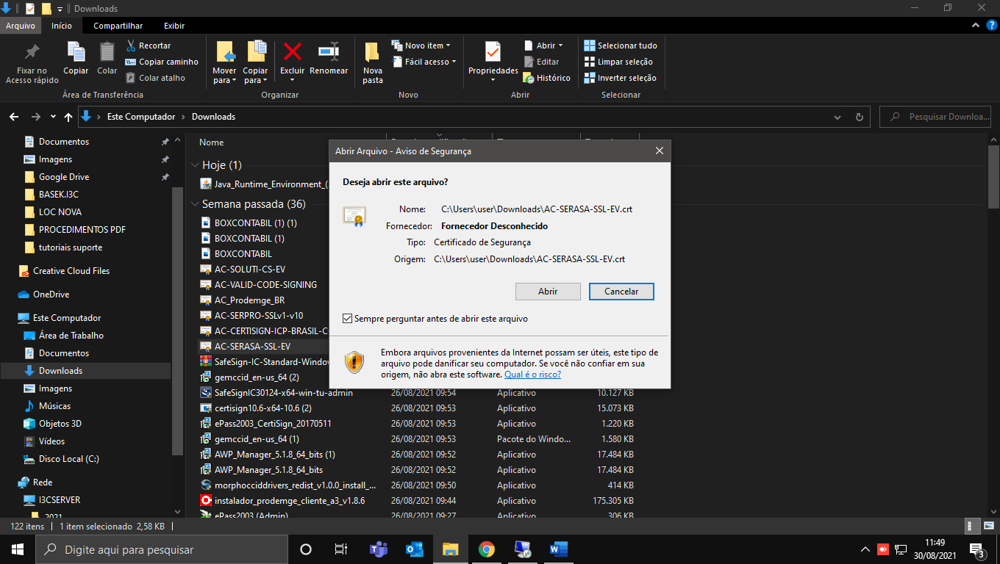 Downloads
Arquivo
Início
Compartilhar
Exibir
Fixar no
Acesso rápido
Copiar
Colar
Recortar
Copiar caminho
Colar atalho
Área de Transferência
Mover
para
Copiar
para
Excluir
Renomear
Organizar
Nova
pasta
Novo item
Fácil acesso
Novo
Propriedades
Abrir
Editar
Histórico
Abrir
Selecionar tudo
Limpar seleção
Inverter seleção
Selecionar
Este Computador
Downloads
Pesquisar Downloa...
Documentos
Imagens
Google Drive
BASEK.I3C
LOC NOVA
PROCEDIMENTOS PDF
tutoriais suporte
Creative Cloud Files
OneDrive
Este Computador
Área de Trabalho
Documentos
Downloads
Imagens
Músicas
Objetos 3D
Vídeos
Disco Local (C:)
Rede
I3CSERVER
2021
Nome
Hoje (1)
Java_Runtime_Environment_(
Semana passada (36)
BOXCONTABIL (1) (1)
BOXCONTABIL (1)
BOXCONTABIL
AC-SOLUTI-CS-EV
AC-VALID-CODE-SIGNING
AC_Prodemge_BR
AC-SERPRO-SSLv1-v10
AC-CERTISIGN-ICP-BRASIL-C
AC-SERASA-SSL-EV
SafeSign-IC-Standard-Window
gemccid_en-us_64 (2)
SafeSignIC30124-x64-win-tu-admin 26/08/2021 09:54 Aplicativo 10.127 KB
certisign10.6-x64-10.6 (2) 26/08/2021 09:53 Aplicativo 15.073 KB
ePass2003_CertiSign_20170511 26/08/2021 09:53 Aplicativo 1.220 KB
gemccid_en-us_64 (1) 26/08/2021 09:53 Pacote do Windo... 1.580 KB
AWP_Manager_5.1.8_64_bits (1) 26/08/2021 09:52 Aplicativo 17.484 KB
AWP_Manager_5.1.8_64_bits 26/08/2021 09:52 Aplicativo 17.484 KB
morphocciddrivers_redist_v1.0.0_install_... 26/08/2021 09:50 Aplicativo 414 KB
instalador_prodemge_cliente_a3_v1.8.6 26/08/2021 09:44 Aplicativo 175.305 KB
ePass2003 (Admin) 26/08/2021 09:27 Aplicativo 306 KB
Abrir Arquivo - Aviso de Segurança
Deseja abrir este arquivo?
Nome: C:\Users\user\Downloads\AC-SERASA-SSL-EV.crt
Fornecedor: Fornecedor Desconhecido
Tipo: Certificado de Segurança
Origem: C:\Users\user\Downloads\AC-SERASA-SSL-EV.crt
Abrir
Cancelar
Sempre perguntar antes de abrir este arquivo
Embora arquivos provenientes da Internet possam ser úteis, este tipo de
arquivo pode danificar seu computador. Se você não confiar em sua
origem, não abra este software. Qual é o risco?
122 itens
1 item selecionado 2,58 KB
Digite aqui para pesquisar
11:49
30/08/2021
3